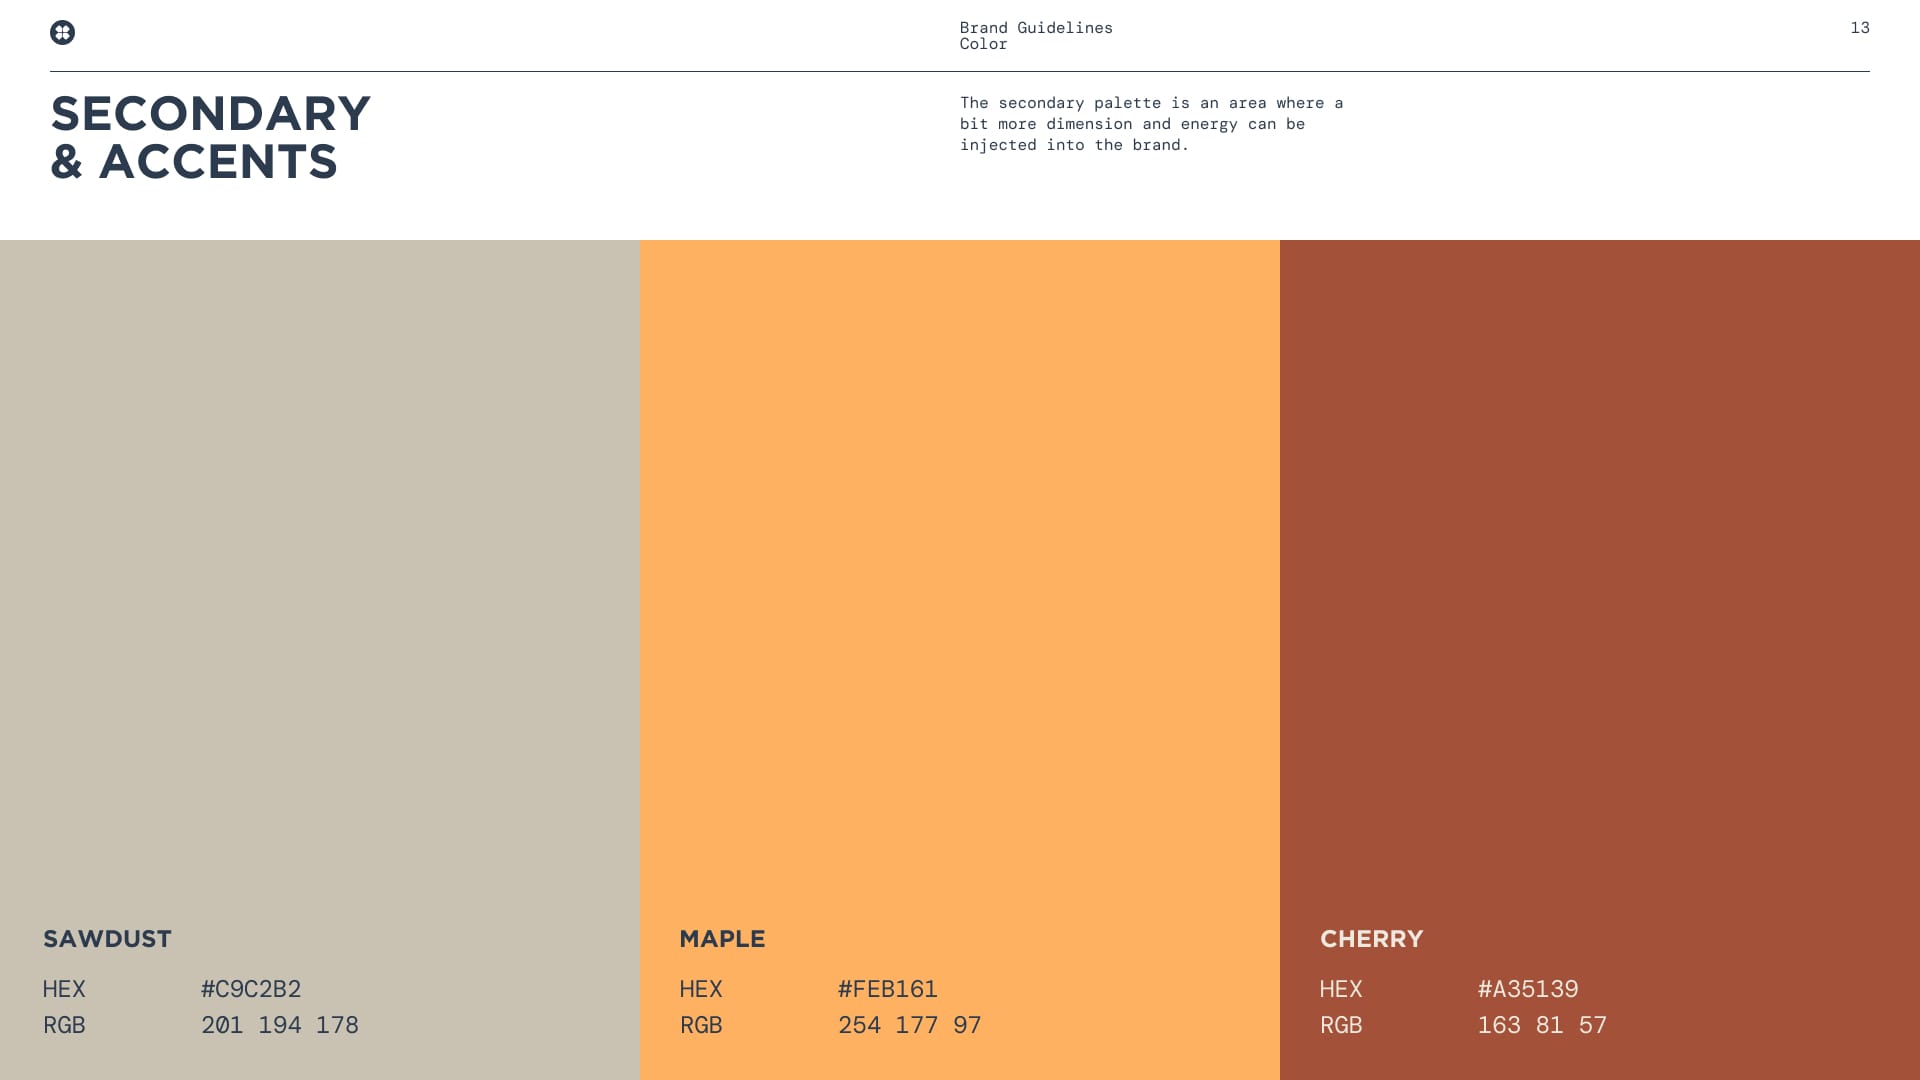 Brand Guidelines
Color
13
SECONDARY
& ACCENTS
The secondary palette is an area where a
bit more dimension and energy can be
injected into the brand.
SAWDUST
HEX #C9C2B2
RGB 201 194 178
MAPLE
HEX #FEB161
RGB 254 177 97
CHERRY
HEX #A35139
RGB 163 81 57